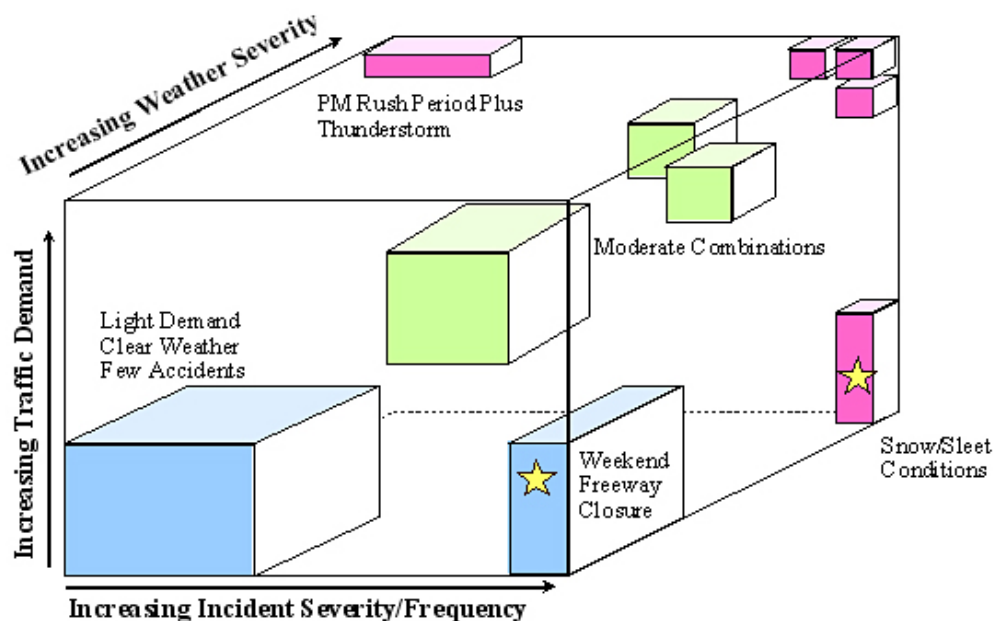 Increasing Weather Severity
PM Rush Period Plus
Thunderstorm
Moderate Combinations
Increasing Traffic Demand
Light Demand
Clear Weather
Few Accidents
Weekend
Freeway
Closure
Snow/Sleet
Conditions
Increasing Incident Severity/Frequency